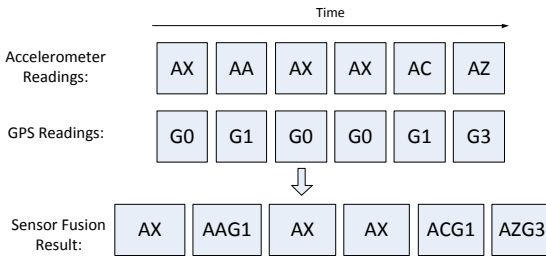 Time
Accelerometer
Readings:
AX AA AX AX AC AZ
GPS Readings:
G0 G1 G0 G0 G1 G3
Sensor Fusion
Result:
AX AAG1 AX AX ACG1 AZG3